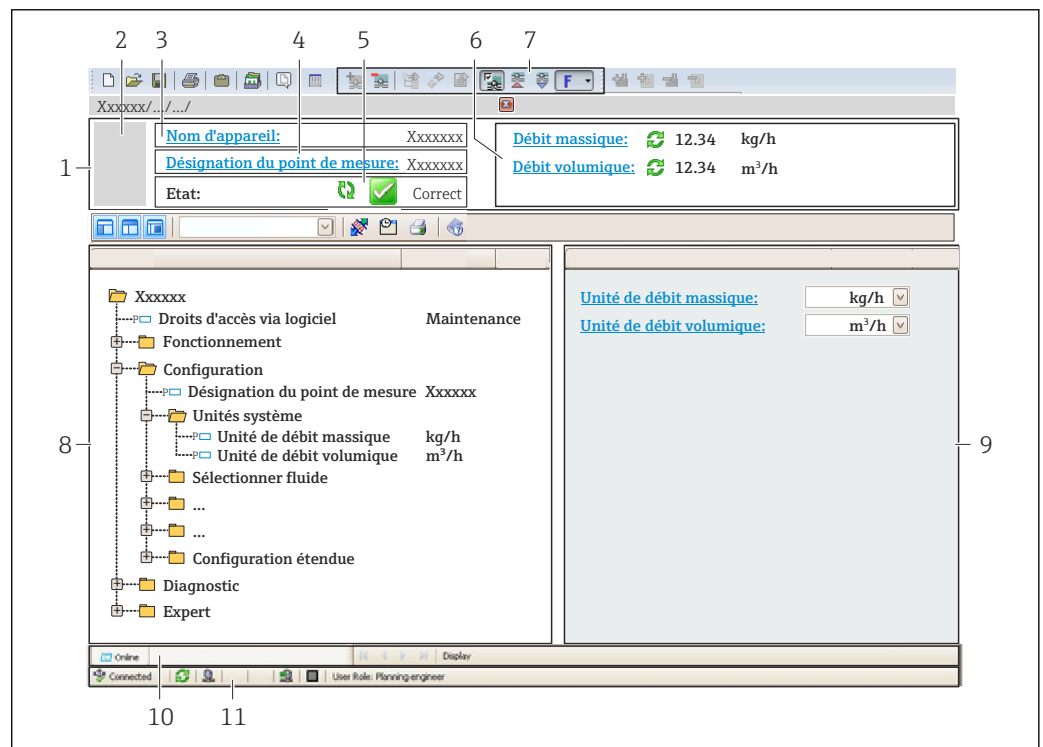 2 3 4 5 6 7
F
Xxxxxx/.../.../
1
Nom d'appareil: Xxxxxxx
Désignation du point de mesure: Xxxxxxx
Etat: Correct
Débit massique: 12.34 kg/h
Débit volumique: 12.34 m³/h
8
Xxxxxx
P Droits d'accès via logiciel Maintenance
Fonctionnement
Configuration
P Désignation du point de mesure Xxxxxx
Unités système
P Unité de débit massique kg/h
P Unité de débit volumique m³/h
Sélectionner fluide
...
...
Configuration étendue
Diagnostic
Expert
Unité de débit massique: kg/h
Unité de débit volumique: m³/h
9
Online Display
Connected User Role: Planning engineer
10 11